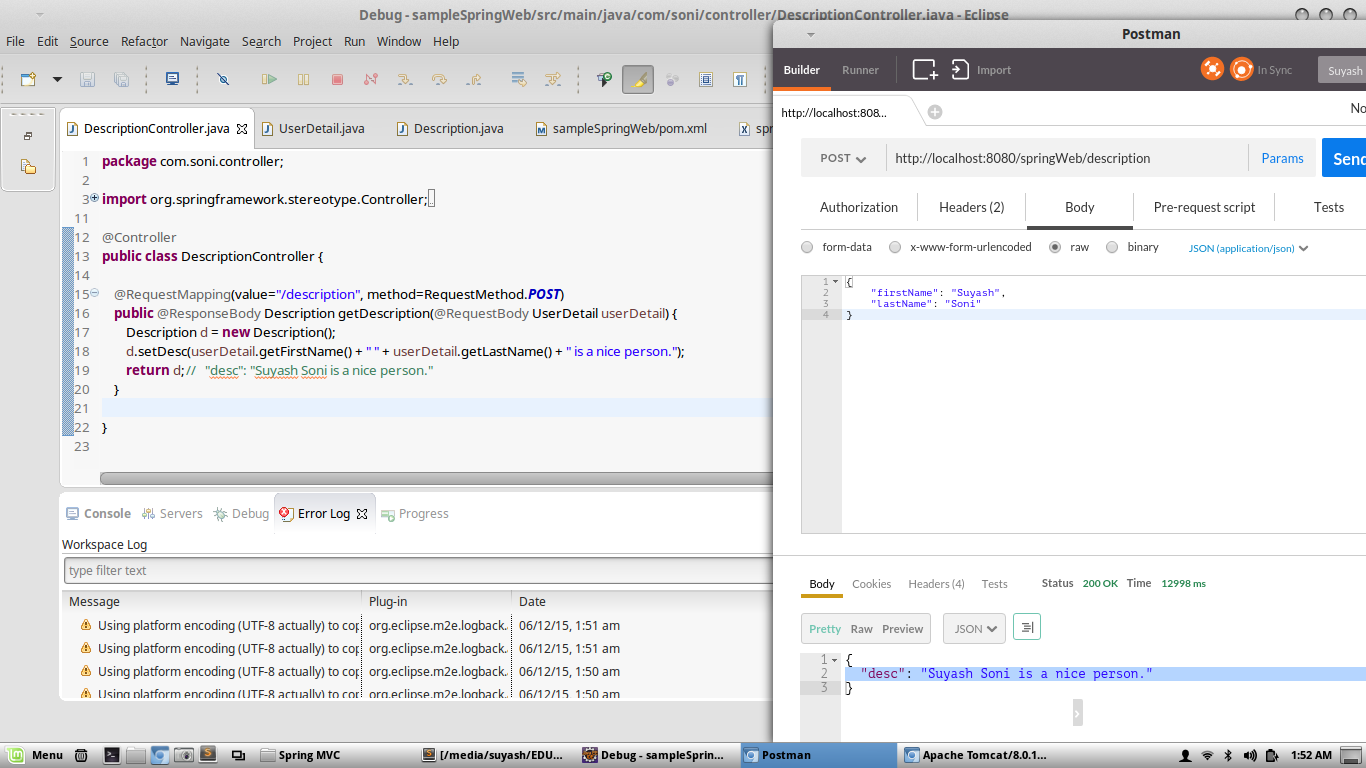 Debug - sampleSpringWeb/src/main/java/com/soni/controller/DescriptionController.java - Eclipse
File Edit Source Refactor Navigate Search Project Run Window Help
DescriptionController.java UserDetail.java Description.java sampleSpringWeb/pom.xml spr
1 package com.soni.controller;
2
3 import org.springframework.stereotype.Controller;
11
12 @Controller
13 public class DescriptionController {
14
15 @RequestMapping(value="/description", method=RequestMethod.POST)
16 public @ResponseBody Description getDescription(@RequestBody UserDetail userDetail) {
17 Description d = new Description();
18 d.setDesc(userDetail.getFirstName() + " " + userDetail.getLastName() + " is a nice person.");
19 return d;// "desc": "Suyash Soni is a nice person."
20 }
21
22 }
23
Console Servers Debug Error Log Progress
Workspace Log
type filter text
Message Plug-in Date
Using platform encoding (UTF-8 actually) to cop org.eclipse.m2e.logback. 06/12/15, 1:51 am
Using platform encoding (UTF-8 actually) to cop org.eclipse.m2e.logback. 06/12/15, 1:51 am
Using platform encoding (UTF-8 actually) to cop org.eclipse.m2e.logback. 06/12/15, 1:50 am
Using platform encoding (UTF-8 actually) to cop org.eclipse.m2e.logback. 06/12/15, 1:50 am
Postman
Builder Runner Import In Sync Suyash
http://localhost:808... No
POST http://localhost:8080/springWeb/description Params Send
Authorization Headers (2) Body Pre-request script Tests
form-data x-www-form-urlencoded raw binary JSON (application/json)
1 {
2 "firstName": "Suyash",
3 "lastName": "Soni"
4 }
Body Cookies Headers (4) Tests Status 200 OK Time 12998 ms
Pretty Raw Preview JSON
1 {
2 "desc": "Suyash Soni is a nice person."
3 }
Menu Spring MVC [/media/suyash/EDU... Debug - sampleSprin... Postman Apache Tomcat/8.0.1... 1:52 AM